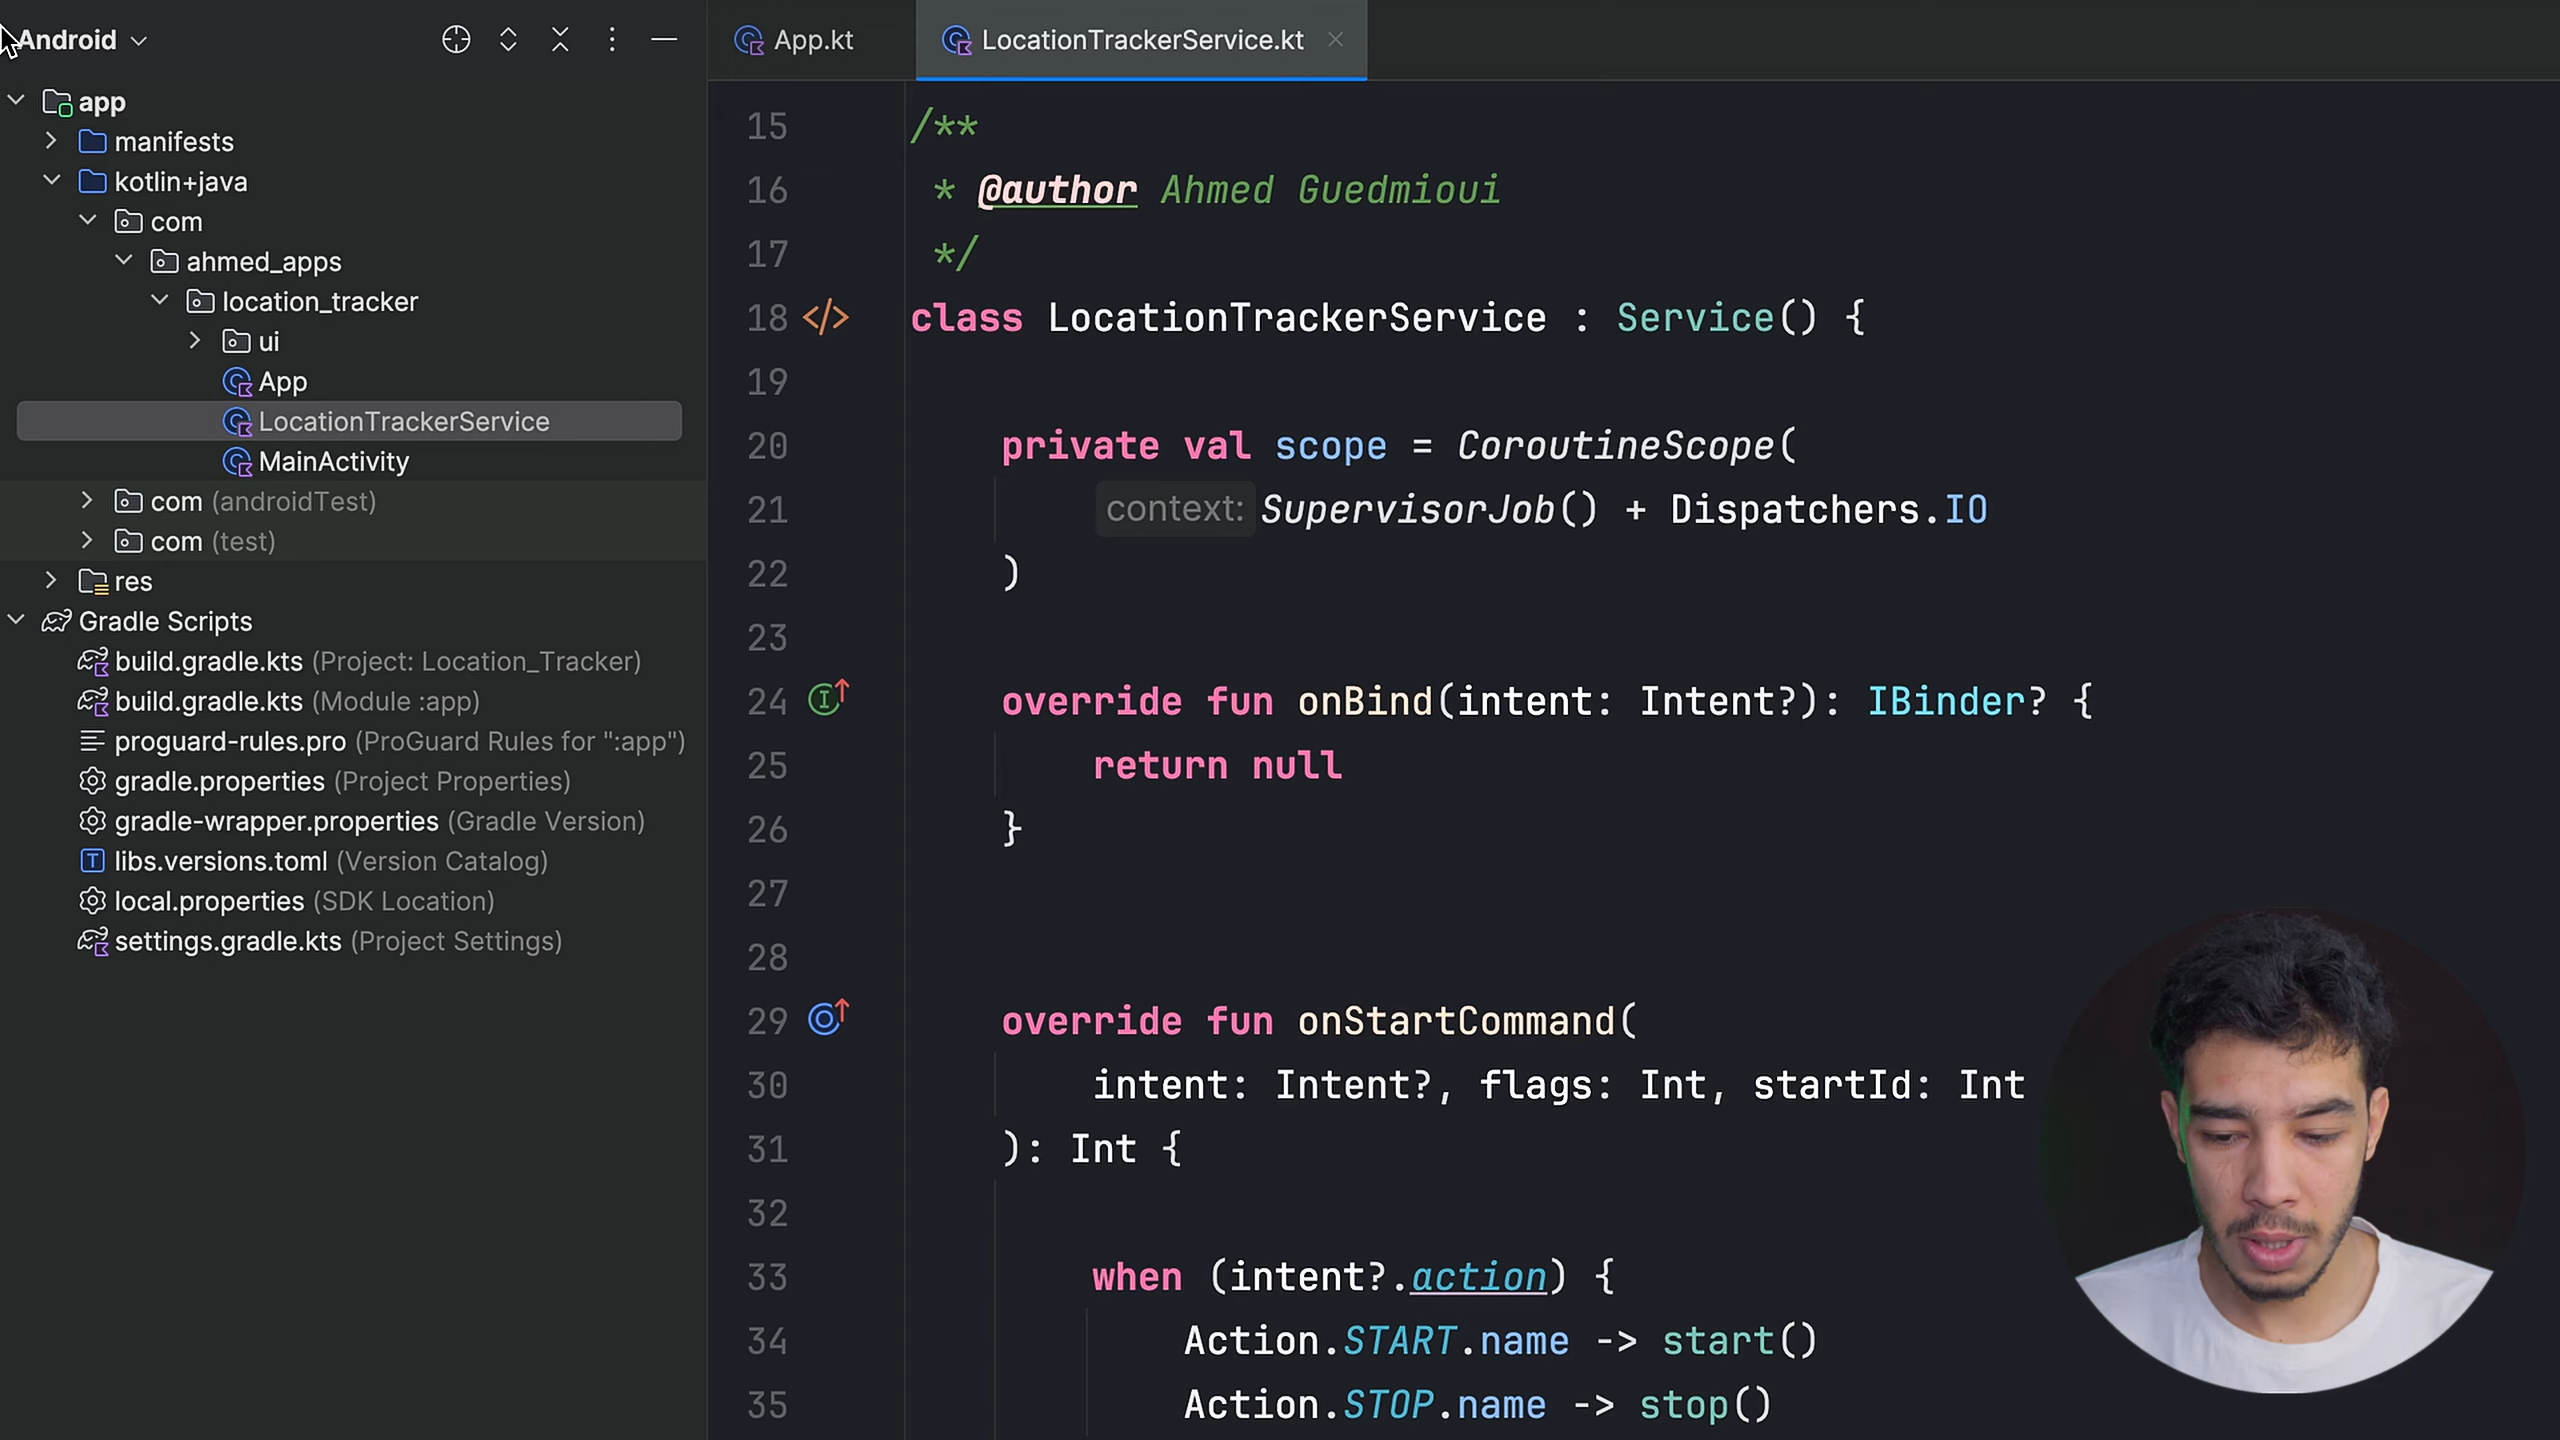 Android
app
manifests
kotlin+java
com
ahmed_apps
location_tracker
ui
App
LocationTrackerService
MainActivity
com (androidTest)
com (test)
res
Gradle Scripts
build.gradle.kts (Project: Location_Tracker)
build.gradle.kts (Module :app)
proguard-rules.pro (ProGuard Rules for ":app")
gradle.properties (Project Properties)
gradle-wrapper.properties (Gradle Version)
libs.versions.toml (Version Catalog)
local.properties (SDK Location)
settings.gradle.kts (Project Settings)
App.kt
LocationTrackerService.kt
15 /**
16 * @author Ahmed Guedmioui
17 */
18 class LocationTrackerService : Service() {
19
20 private val scope = CoroutineScope(
21 context: SupervisorJob() + Dispatchers.IO
22 )
23
24 override fun onBind(intent: Intent?): IBinder? {
25 return null
26 }
27
28
29 override fun onStartCommand(
30 intent: Intent?, flags: Int, startId: Int
31 ): Int {
32
33 when (intent?.action) {
34 Action.START.name -> start()
35 Action.STOP.name -> stop()